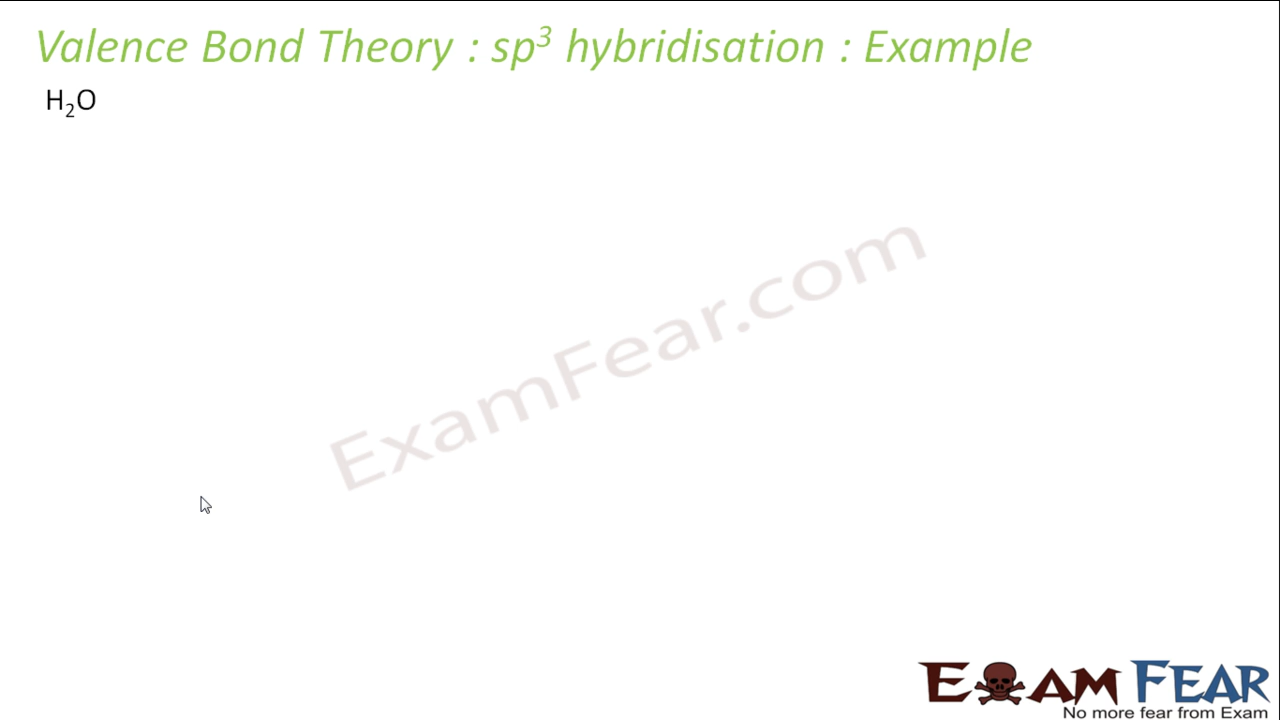 Valence Bond Theory : sp³ hybridisation : Example
H₂O
ExamFear.com
EXAM FEAR
No more fear from Exam